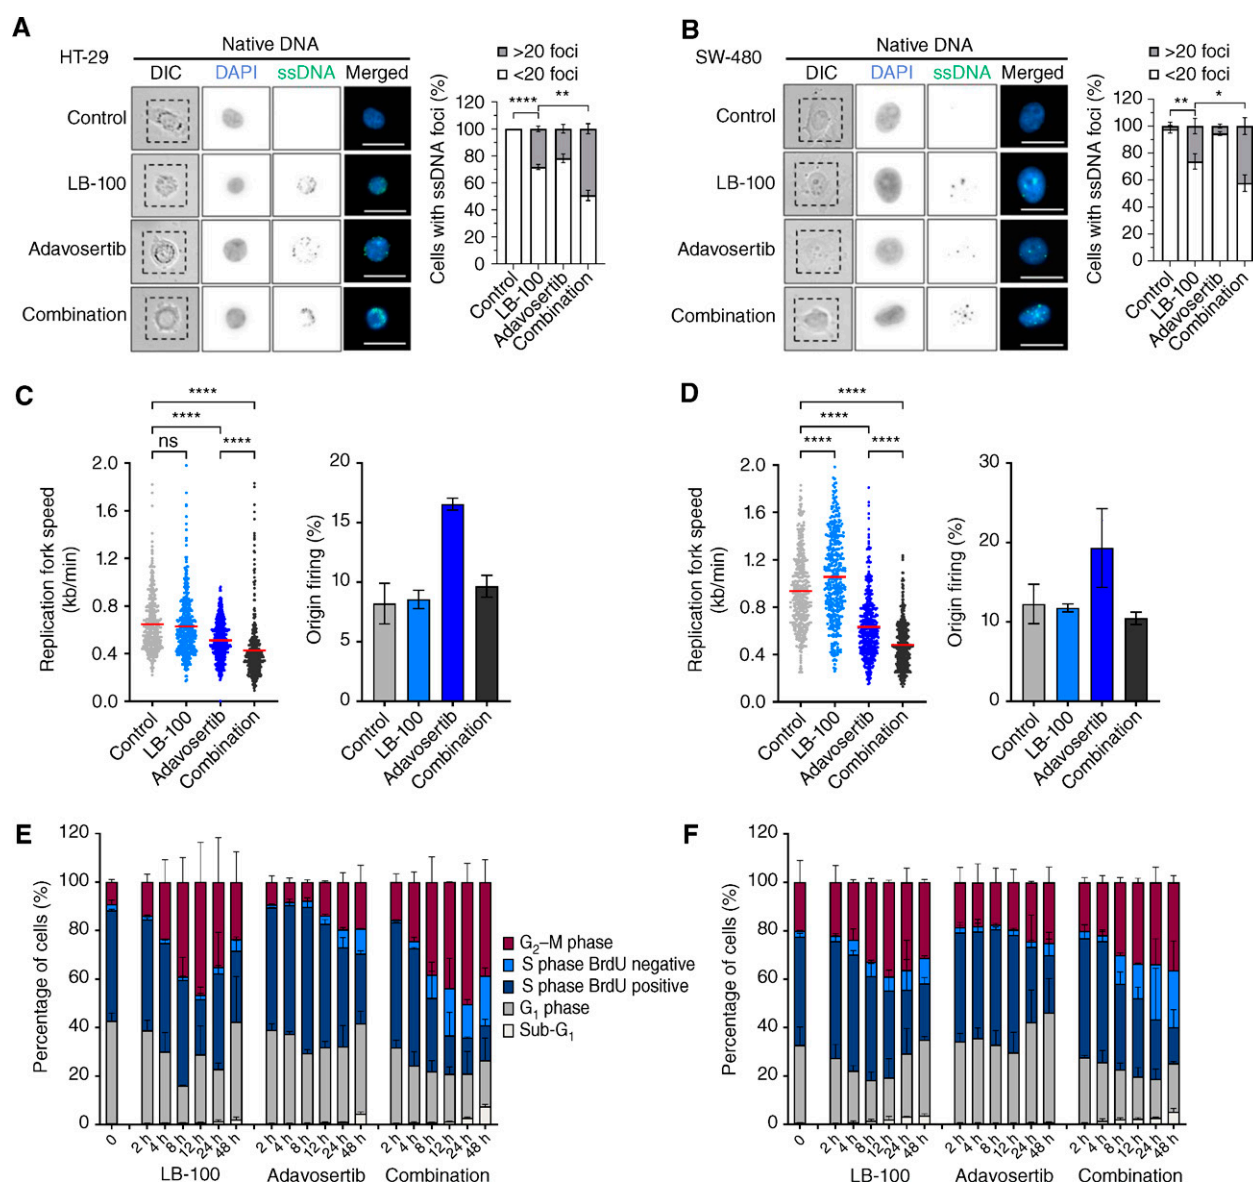 A
HT-29
Native DNA
DIC DAPI ssDNA Merged
Control
LB-100
Adavosertib
Combination
>20 foci
<20 foci
Cells with ssDNA foci (%)
**** **
120
100
80
60
40
20
0
Control
LB-100
Adavosertib
Combination
B
SW-480
Native DNA
DIC DAPI ssDNA Merged
Control
LB-100
Adavosertib
Combination
>20 foci
<20 foci
Cells with ssDNA foci (%)
** *
120
100
80
60
40
20
0
Control
LB-100
Adavosertib
Combination
C
****
****
ns ****
Replication fork speed
(kb/min)
2.0
1.6
1.2
0.8
0.4
0.0
Control
LB-100
Adavosertib
Combination
Origin firing (%)
20
15
10
5
0
Control
LB-100
Adavosertib
Combination
D
****
****
**** ****
Replication fork speed
(kb/min)
2.0
1.6
1.2
0.8
0.4
0.0
Control
LB-100
Adavosertib
Combination
Origin firing (%)
30
20
10
0
Control
LB-100
Adavosertib
Combination
E
Percentage of cells (%)
120
100
80
60
40
20
0
0 2 h 4 h 8 h 12 h 24 h 48 h 2 h 4 h 8 h 12 h 24 h 48 h 2 h 4 h 8 h 12 h 24 h 48 h
LB-100 Adavosertib Combination
G2–M phase
S phase BrdU negative
S phase BrdU positive
G1 phase
Sub-G1
F
Percentage of cells (%)
120
100
80
60
40
20
0
0 2 h 4 h 8 h 12 h 24 h 48 h 2 h 4 h 8 h 12 h 24 h 48 h 2 h 4 h 8 h 12 h 24 h 48 h
LB-100 Adavosertib Combination